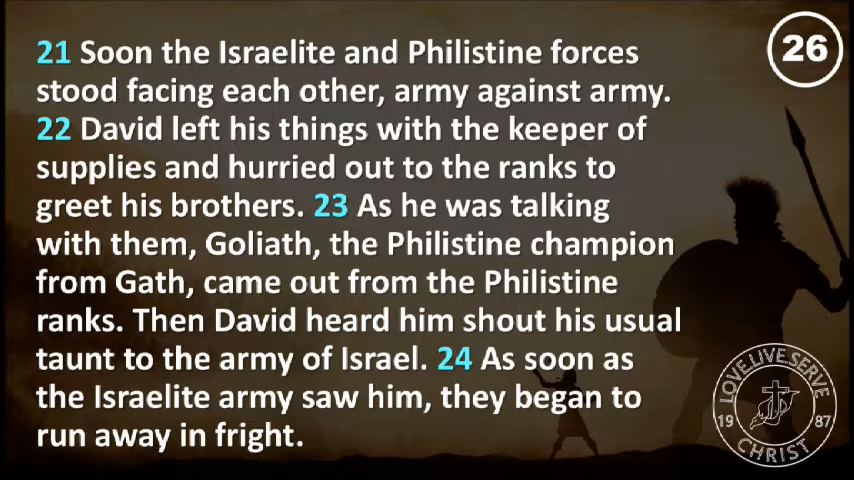 26
21 Soon the Israelite and Philistine forces
stood facing each other, army against army.
22 David left his things with the keeper of
supplies and hurried out to the ranks to
greet his brothers. 23 As he was talking
with them, Goliath, the Philistine champion
from Gath, came out from the Philistine
ranks. Then David heard him shout his usual
taunt to the army of Israel. 24 As soon as
the Israelite army saw him, they began to
run away in fright.
LOVE.LIVE.SERVE
19 87
CHRIST